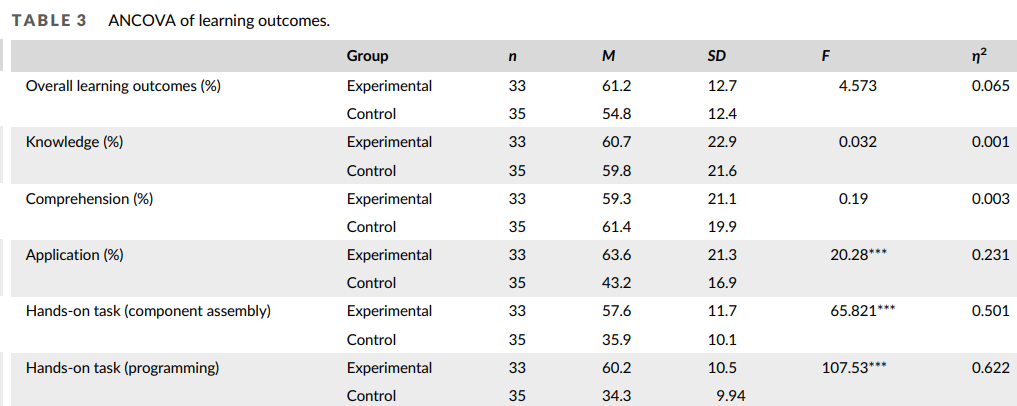 TABLE 3 ANCOVA of learning outcomes.
Group n M SD F η²
Overall learning outcomes (%) Experimental 33 61.2 12.7 4.573 0.065
Control 35 54.8 12.4
Knowledge (%) Experimental 33 60.7 22.9 0.032 0.001
Control 35 59.8 21.6
Comprehension (%) Experimental 33 59.3 21.1 0.19 0.003
Control 35 61.4 19.9
Application (%) Experimental 33 63.6 21.3 20.28*** 0.231
Control 35 43.2 16.9
Hands-on task (component assembly) Experimental 33 57.6 11.7 65.821*** 0.501
Control 35 35.9 10.1
Hands-on task (programming) Experimental 33 60.2 10.5 107.53*** 0.622
Control 35 34.3 9.94